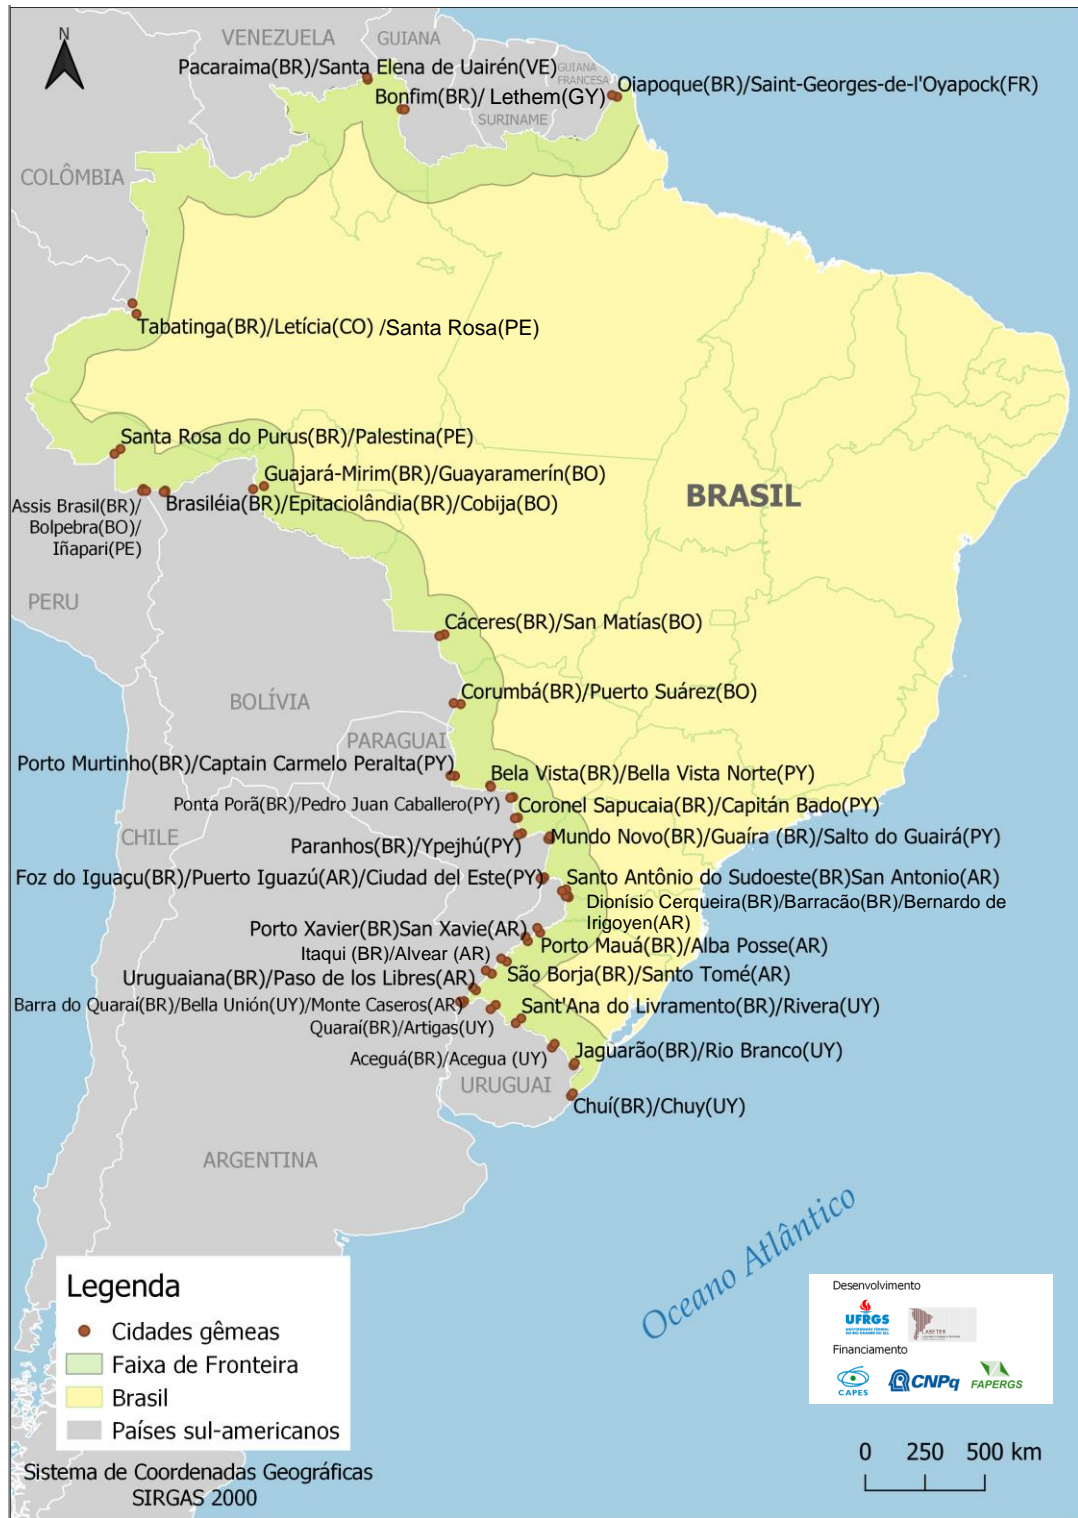 N
VENEZUELA
GUIANA
Pacaraima(BR)/Santa Elena de Uairén(VE)
GUIANA
FRANCESA
Oiapoque(BR)/Saint-Georges-de-l'Oyapock(FR)
Bonfim(BR)/ Lethem(GY)
SURINAME
COLÔMBIA
Tabatinga(BR)/Letícia(CO) /Santa Rosa(PE)
Santa Rosa do Purus(BR)/Palestina(PE)
Guajará-Mirim(BR)/Guayaramerín(BO)
Brasiléia(BR)/Epitaciolândia(BR)/Cobija(BO)
Assis Brasil(BR)/
Bolpebra(BO)/
Iñapari(PE)
BRASIL
PERU
Cáceres(BR)/San Matías(BO)
BOLÍVIA
Corumbá(BR)/Puerto Suárez(BO)
PARAGUAI
Porto Murtinho(BR)/Captain Carmelo Peralta(PY)
Bela Vista(BR)/Bella Vista Norte(PY)
Ponta Porã(BR)/Pedro Juan Caballero(PY)
Coronel Sapucaia(BR)/Capitán Bado(PY)
CHILE
Paranhos(BR)/Ypejhú(PY)
Mundo Novo(BR)/Guaíra (BR)/Salto do Guairá(PY)
Foz do Iguaçu(BR)/Puerto Iguazú(AR)/Ciudad del Este(PY)
Santo Antônio do Sudoeste(BR)San Antonio(AR)
Dionísio Cerqueira(BR)/Barracão(BR)/Bernardo de
Irigoyen(AR)
Porto Xavier(BR)San Xavie(AR)
Porto Mauá(BR)/Alba Posse(AR)
Itaqui (BR)/Alvear (AR)
Uruguaiana(BR)/Paso de los Libres(AR)
São Borja(BR)/Santo Tomé(AR)
Barra do Quaraí(BR)/Bella Unión(UY)/Monte Caseros(AR)
Sant'Ana do Livramento(BR)/Rivera(UY)
Quaraí(BR)/Artigas(UY)
Aceguá(BR)/Acegua (UY)
Jaguarão(BR)/Rio Branco(UY)
URUGUAI
Chuí(BR)/Chuy(UY)
ARGENTINA
Oceano Atlântico
Legenda
Cidades gêmeas
Faixa de Fronteira
Brasil
Países sul-americanos
Sistema de Coordenadas Geográficas
SIRGAS 2000
Desenvolvimento
UFRGS
UNIVERSIDADE FEDERAL
DO RIO GRANDE DO SUL
LABETER
Financiamento
CAPES
CNPq
FAPERGS
0 250 500 km